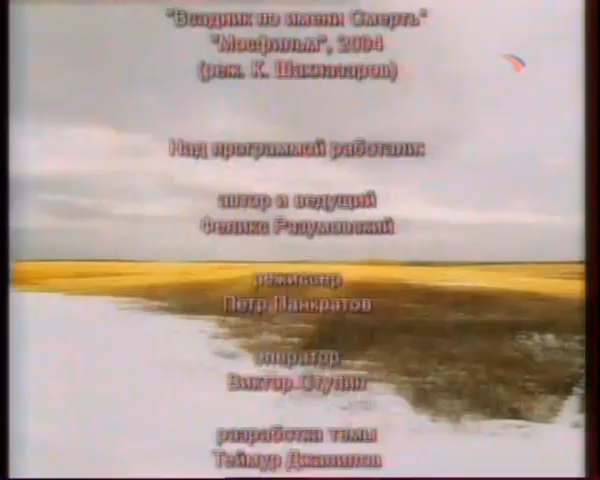 "Всадник по имени Смерть"
"Мосфильм", 2004
(реж. К. Шахназаров)
Над программой работали:
автор и ведущий
Феликс Разумовский
режиссер
Петр Панкратов
оператор
Виктор
разработка темы
Теймур